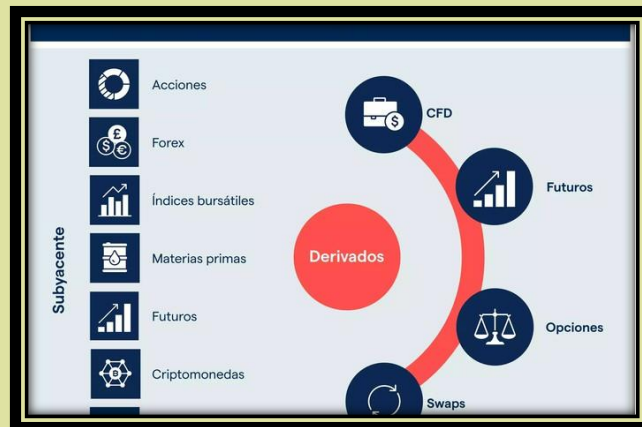 Subyacente
Acciones
Forex
Índices bursátiles
Materias primas
Futuros
Criptomonedas
Derivados
CFD
Futuros
Opciones
Swaps